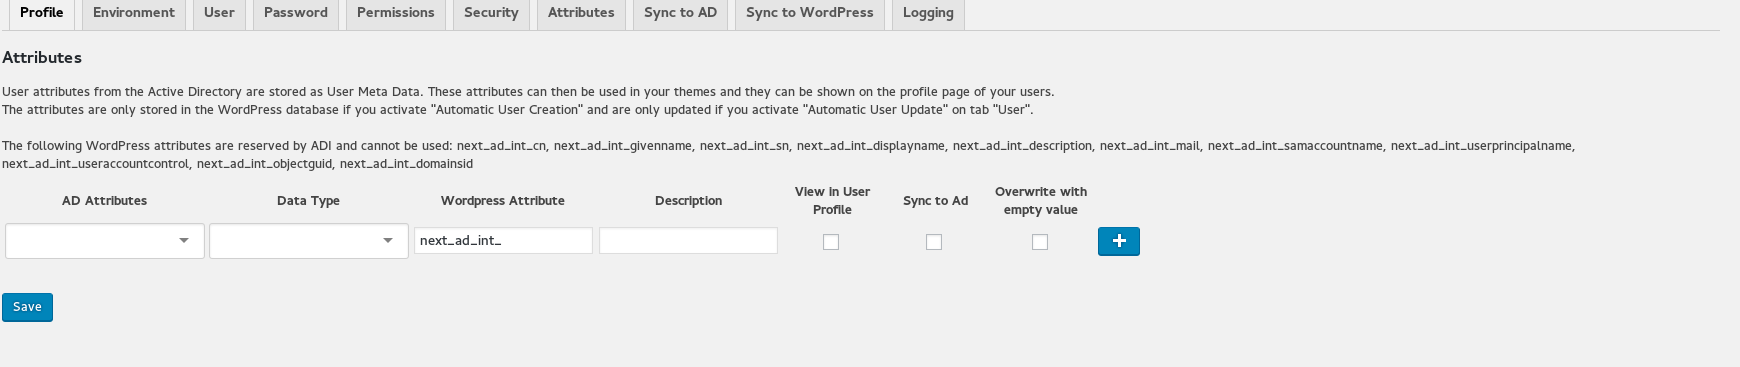 Profile Environment User Password Permissions Security Attributes Sync to AD Sync to WordPress Logging
Attributes
User attributes from the Active Directory are stored as User Meta Data. These attributes can then be used in your themes and they can be shown on the profile page of your users.
The attributes are only stored in the WordPress database if you activate "Automatic User Creation" and are only updated if you activate "Automatic User Update" on tab "User".
The following WordPress attributes are reserved by ADI and cannot be used: next_ad_int_cn, next_ad_int_givenname, next_ad_int_sn, next_ad_int_displayname, next_ad_int_description, next_ad_int_mail, next_ad_int_samaccountname, next_ad_int_userprincipalname,
next_ad_int_useraccountcontrol, next_ad_int_objectguid, next_ad_int_domainsid
AD Attributes Data Type Wordpress Attribute Description View in User Profile Sync to Ad Overwrite with empty value
next_ad_int_
Save